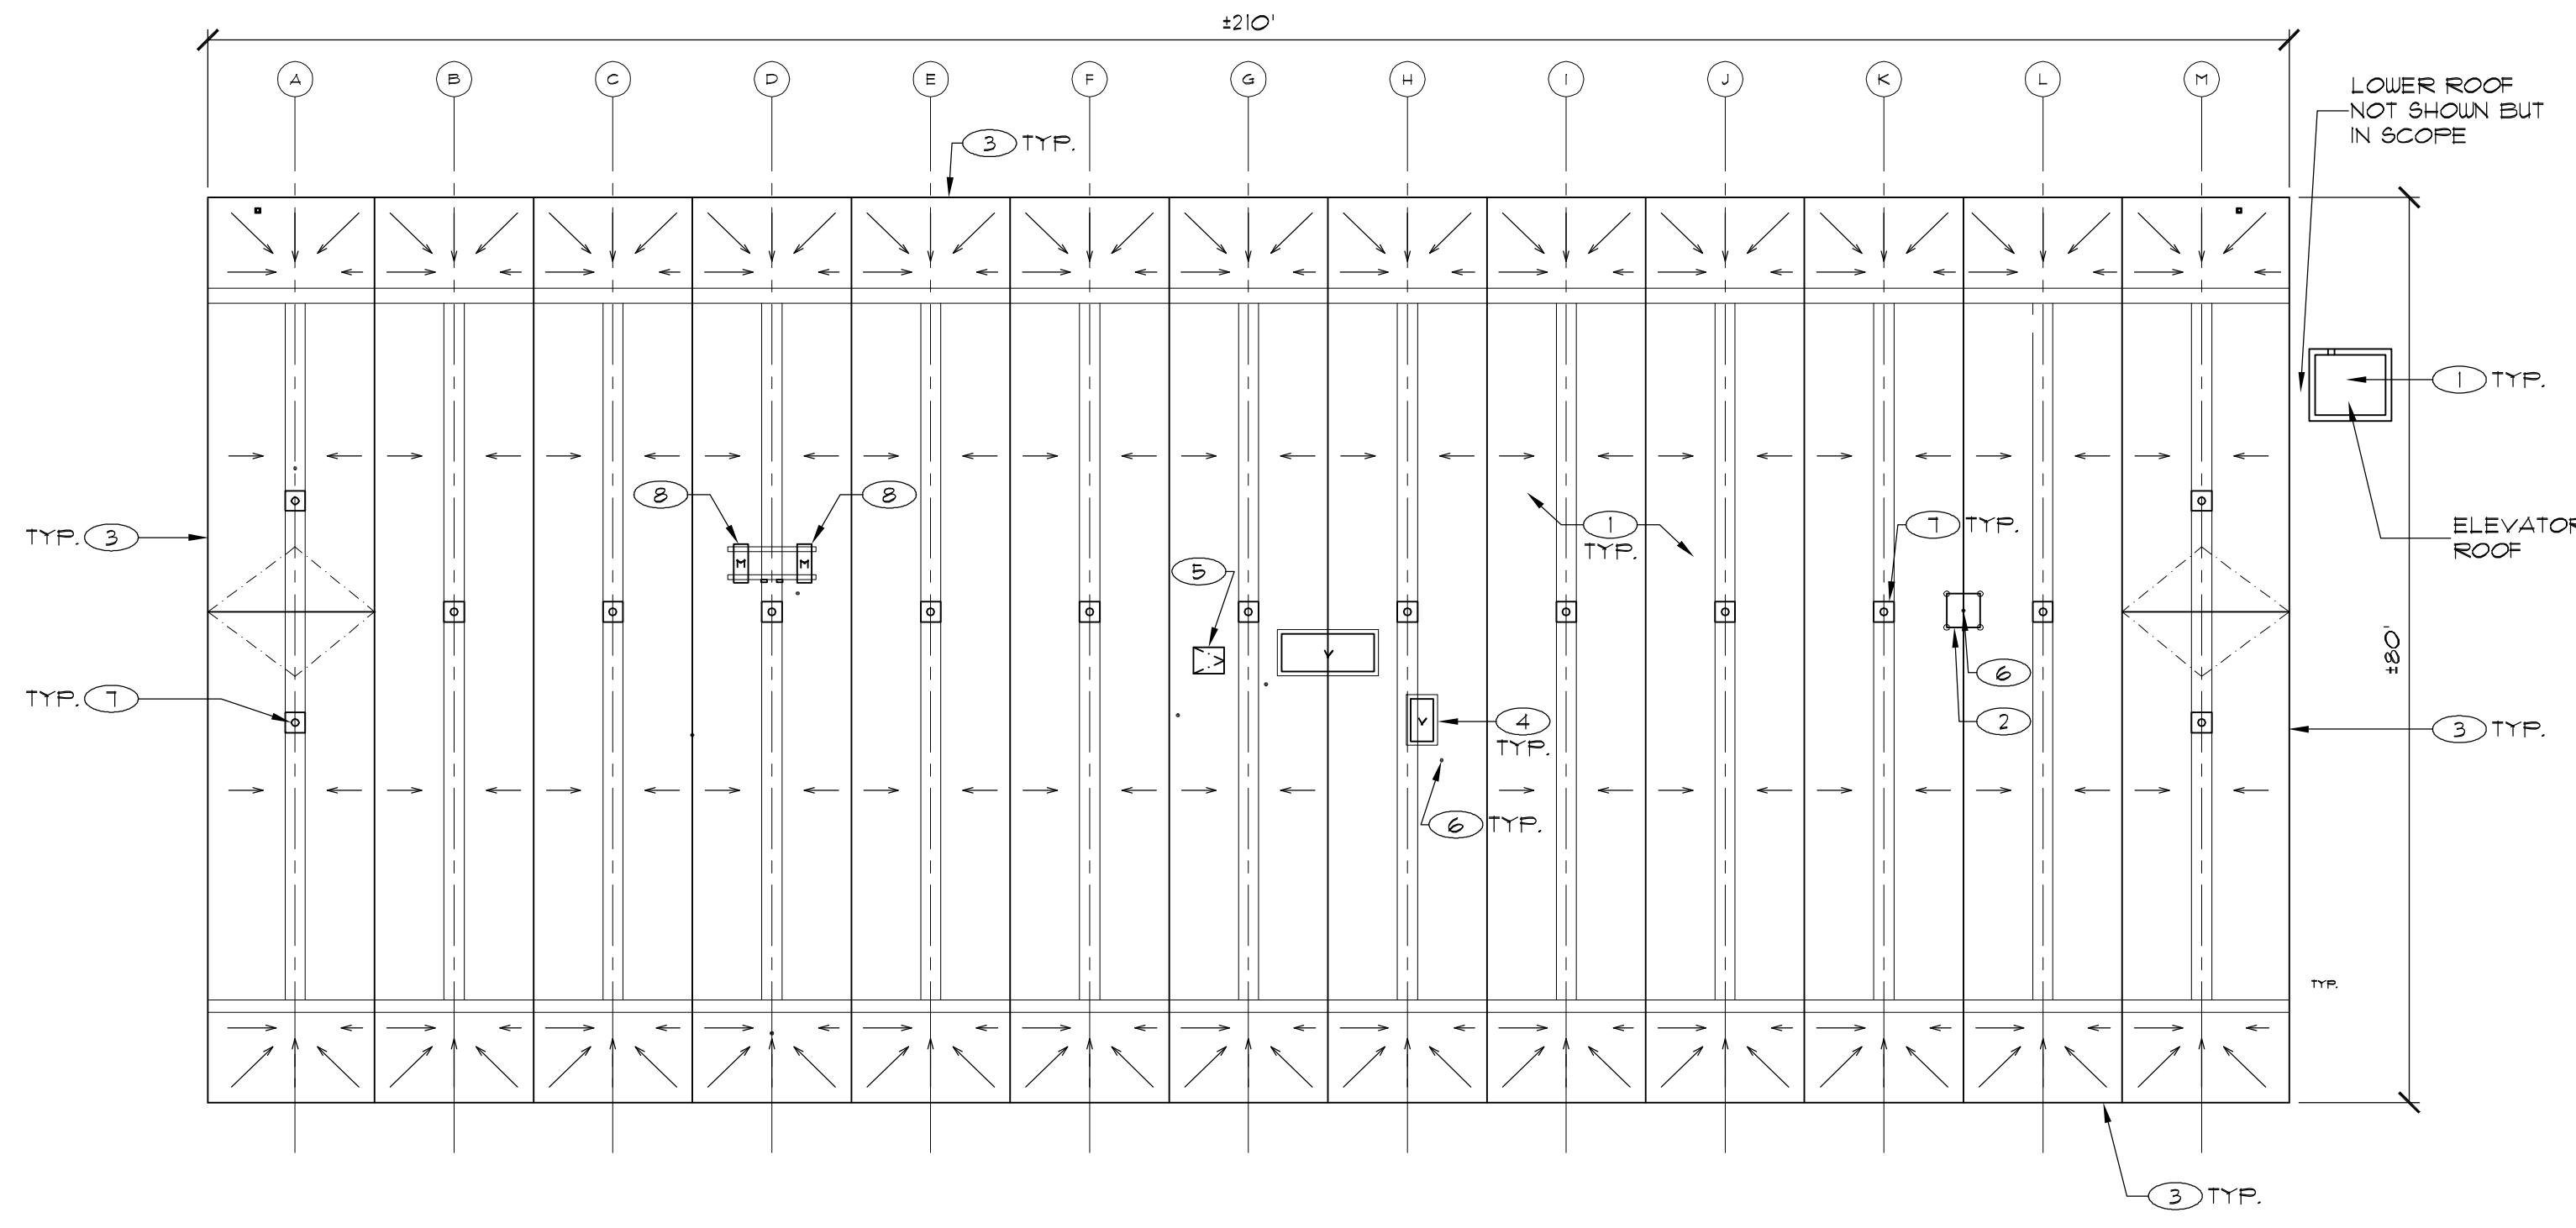 ±210'
A B C D E F G H I J K L M
LOWER ROOF
NOT SHOWN BUT
IN SCOPE
3 TYP.
1 TYP.
8 8
1
TYP.
7 TYP.
TYP. 3
ELEVATOR
ROOF
M M
5
±80'
V
6
TYP. 7
V
4
TYP.
2
3 TYP.
6 TYP.
TYP.
3 TYP.